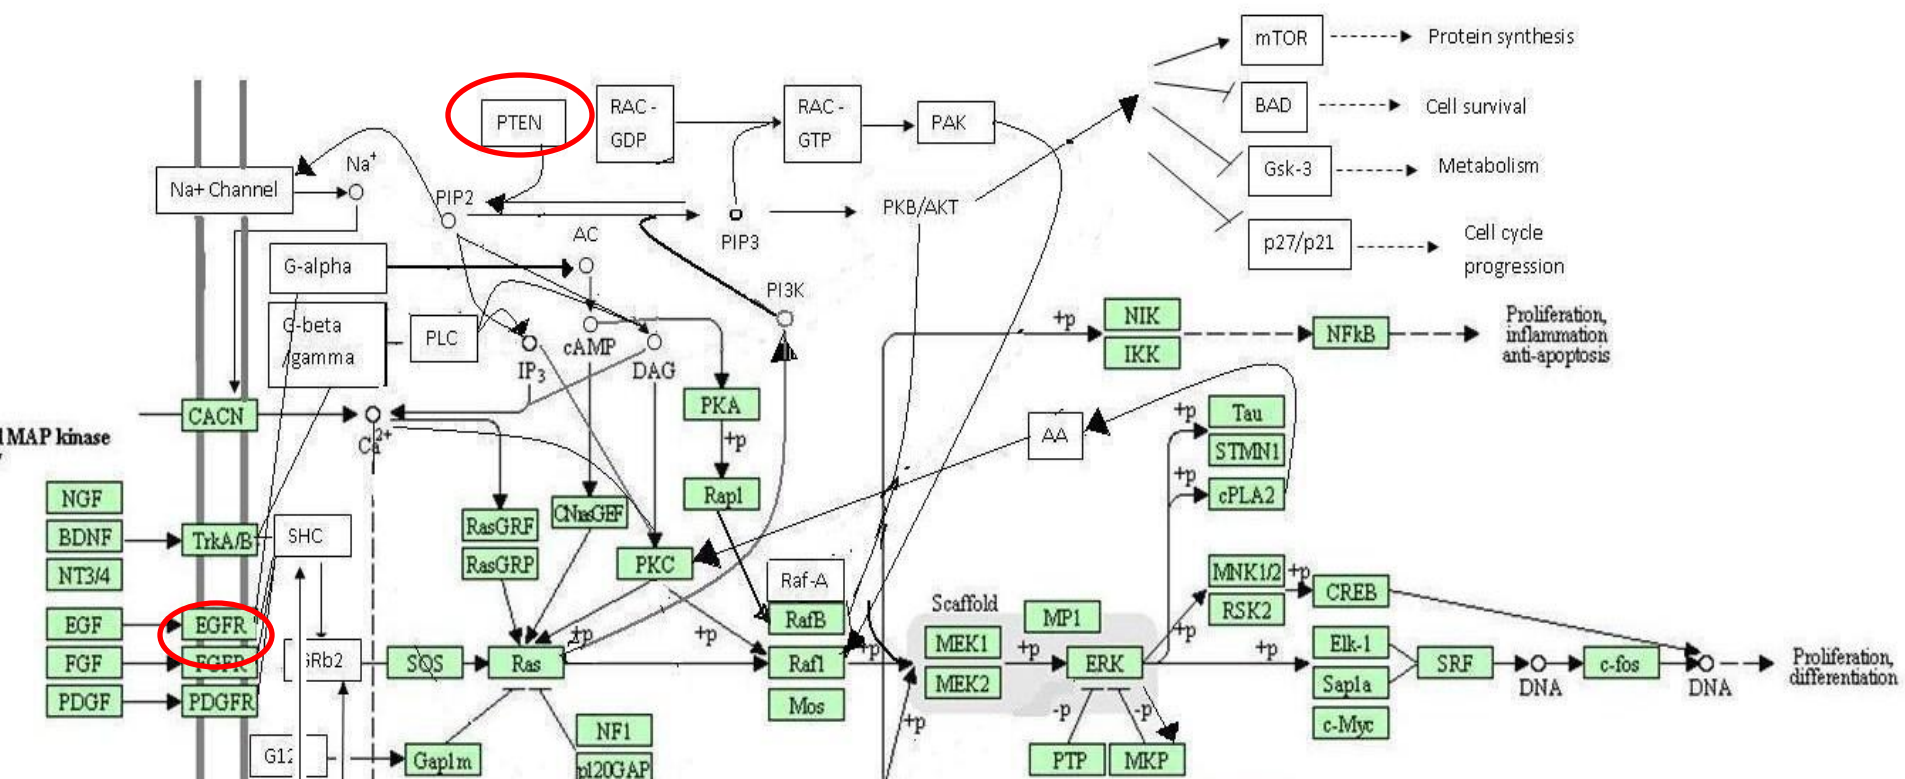 mTOR
Protein synthesis
PTEN
RAC -
GDP
RAC -
GTP
PAK
BAD
Cell survival
Na+
Na+ Channel
PIP2
PKB/AKT
Gsk-3
Metabolism
AC
PIP3
p27/p21
Cell cycle
progression
G-alpha
PI3K
G-beta
/gamma
PLC
cAMP
IP3
DAG
+p
NIK
IKK
NFkB
Proliferation,
inflammation
anti-apoptosis
CACN
Ca2+
PKA
+p
AA
+p
Tau
STMN1
+p
cPLA2
MAP kinase
NGF
BDNF
NT3/4
TrkA/B
SHC
RasGRF
RasGRP
CNrasGEF
Rap1
PKC
Raf-A
RafB
Scaffold
MP1
MNK1/2
RSK2
+p
CREB
EGF
FGF
PDGF
EGFR
FGFR
PDGFR
GRb2
SOS
Ras
+p
+p
Raf1
Mos
+p
MEK1
MEK2
+p
ERK
+p
+p
Elk-1
Sap1a
c-Myc
SRF
DNA
c-fos
DNA
Proliferation,
differentiation
G12
Gap1m
NF1
p120GAP
+p
-p
-p
PTP
MKP